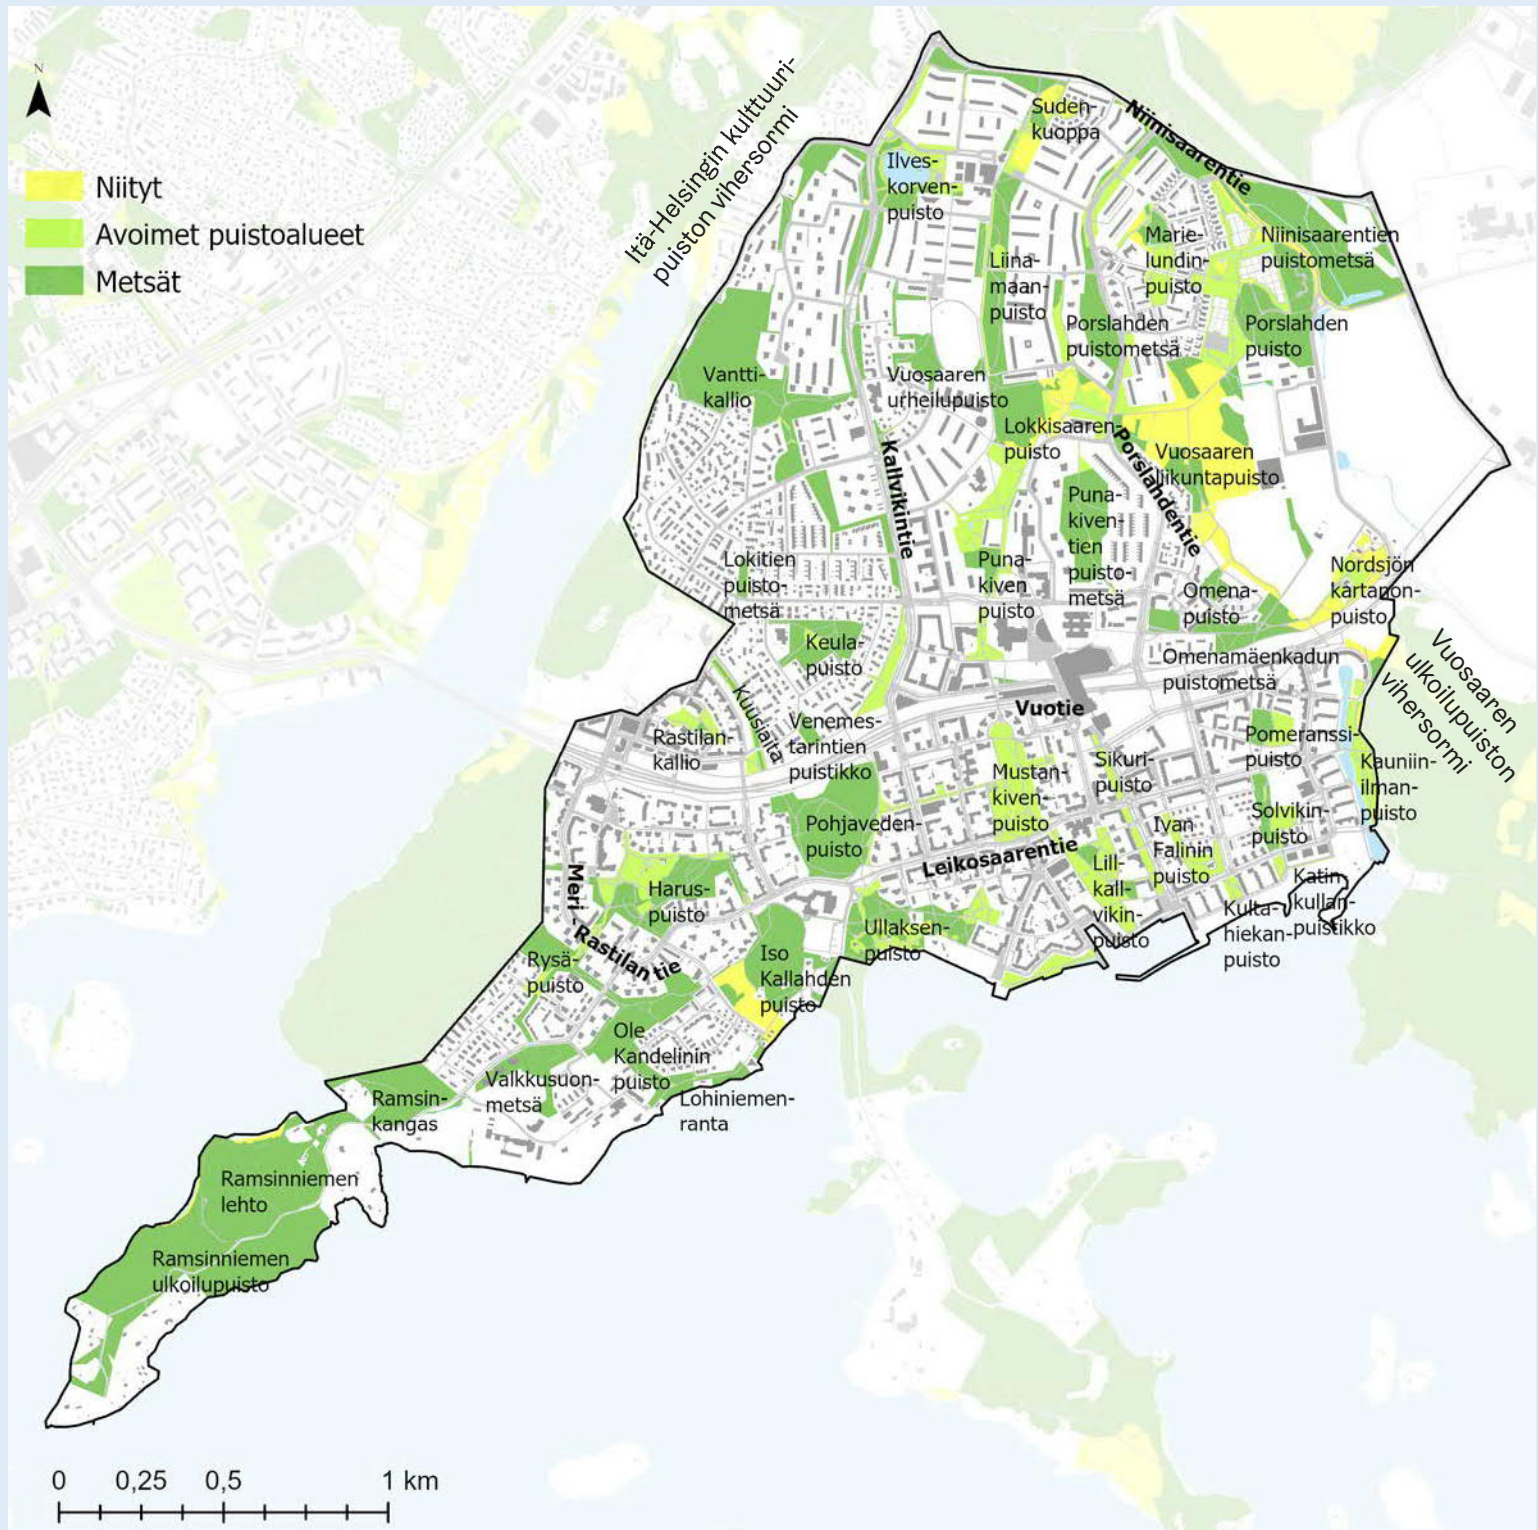 N
Niityt
Avoimet puistoalueet
Metsät
Itä-Helsingin kulttuuri-
puiston vihersormi
Suden-
kuoppa
Niinisaarentie
Ilves-
korven-
puisto
Marie-
lundin-
puisto
Niinisaarentien
puistometsä
Liina-
maan-
puisto
Porslahden
puistometsä
Porslahden
puisto
Vantti-
kallio
Vuosaaren
urheilupuisto
Lokkisaaren-
puisto
Porslahdentie
Vuosaaren
liikuntapuisto
Kallvikintie
Puna-
kiven-
tien
puisto-
metsä
Lokitien
puisto-
metsä
Puna-
kiven
puisto
Omena-
puisto
Nordsjön
kartanon-
puisto
Keula-
puisto
Omenamäenkadun
puistometsä
Vuosaaren
ulkoilupuiston
vihersormi
Kuusiaita
Vuotie
Rastilan-
kallio
Venemes-
tarintien
puistikko
Mustan-
kiven-
puisto
Sikuri-
puisto
Pomeranssi-
puisto
Kauniin-
ilman-
puisto
Pohjaveden-
puisto
Leikosaarentie
Ivan
Falinin
puisto
Solvikin-
puisto
Lill-
kall-
vikin-
puisto
Meri
-Rastilan tie
Harus-
puisto
Ullaksen-
puisto
Kulta-
hiekan-
puisto
Katin
kullan-
puistikko
Rysä-
puisto
Iso
Kallahden
puisto
Ole
Kandelinin
puisto
Valkkusuon-
metsä
Lohiniemen-
ranta
Ramsin-
kangas
Ramsinniemen
lehto
Ramsinniemen
ulkoilupuisto
0 0,25 0,5 1 km